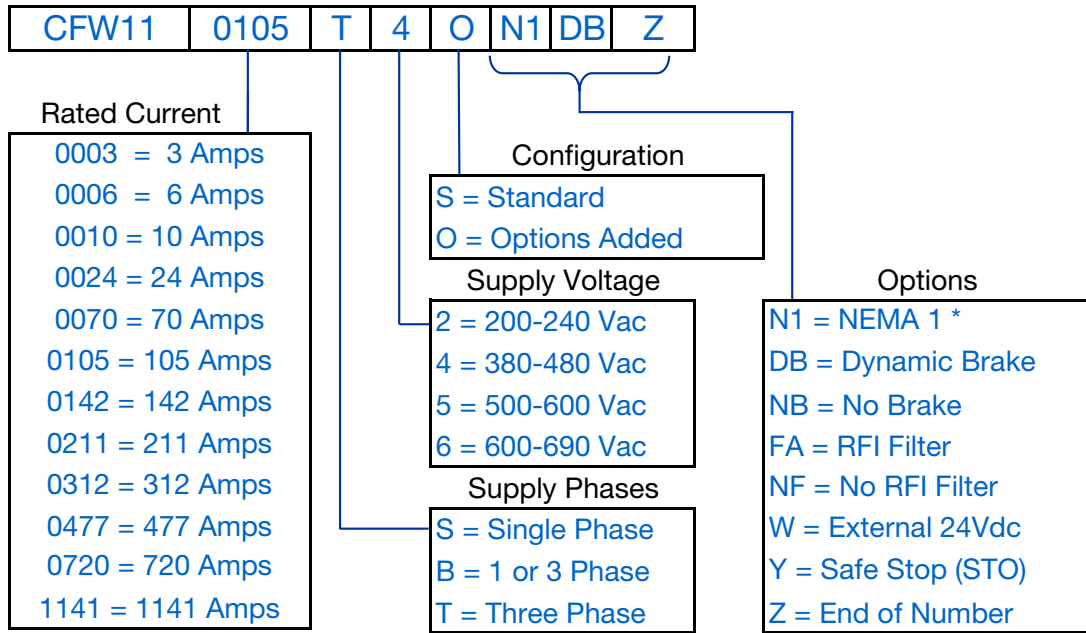 CFW11 0105 T 4 O N1 DB Z
Rated Current
0003 = 3 Amps
0006 = 6 Amps
0010 = 10 Amps
0024 = 24 Amps
0070 = 70 Amps
0105 = 105 Amps
0142 = 142 Amps
0211 = 211 Amps
0312 = 312 Amps
0477 = 477 Amps
0720 = 720 Amps
1141 = 1141 Amps
Configuration
S = Standard
O = Options Added
Supply Voltage
2 = 200-240 Vac
4 = 380-480 Vac
5 = 500-600 Vac
6 = 600-690 Vac
Supply Phases
S = Single Phase
B = 1 or 3 Phase
T = Three Phase
Options
N1 = NEMA 1 *
DB = Dynamic Brake
NB = No Brake
FA = RFI Filter
NF = No RFI Filter
W = External 24Vdc
Y = Safe Stop (STO)
Z = End of Number